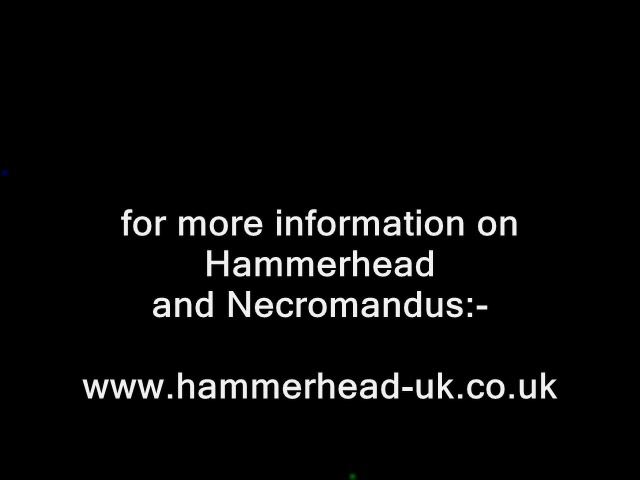 for more information on
Hammerhead
and Necromandus:-
www.hammerhead-uk.co.uk